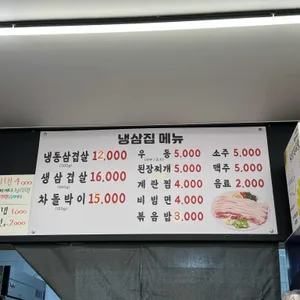 냉삼집 메뉴
냉동삼겹살 12,000
생삼겹살 16,000
차돌박이 15,000
우동 5,000
된장찌개 5,000
계란찜 4,000
비빔면 4,000
볶음밥 3,000
소주 5,000
맥주 5,000
음료 2,000